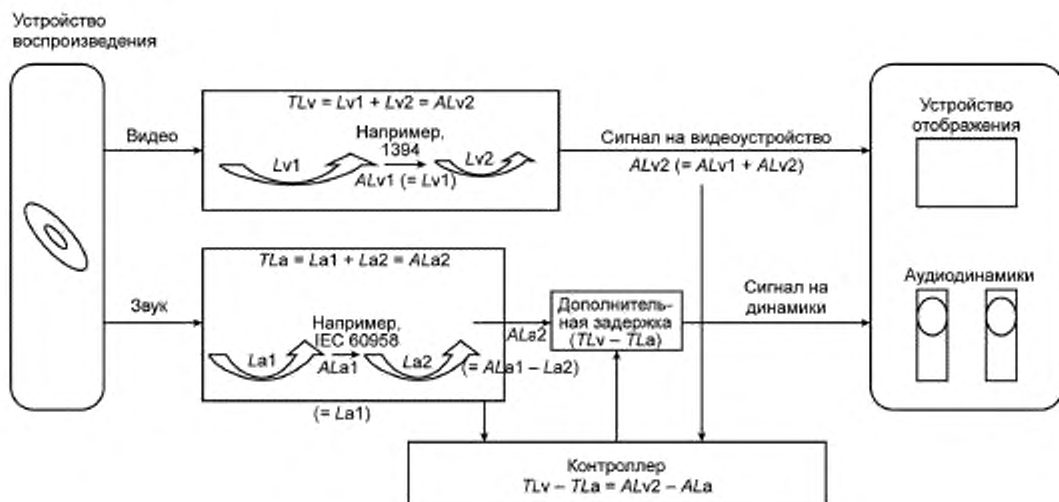 Устройство
воспроизведения
Видео
TLv = Lv1 + Lv2 = ALv2
Например,
1394
Lv1
Lv2
ALv1 (= Lv1)
Сигнал на видеоустройство
ALv2 (= ALv1 + ALv2)
Устройство
отображения
Звук
TLa = La1 + La2 = ALa2
Например,
IEC 60958
La1
ALa1
La2
(= La1)
ALa2
(= ALa1 – La2)
Дополнитель-
ная задержка
(TLv – TLa)
Сигнал на
динамики
Аудиодинамики
Контроллер
TLv – TLa = ALv2 – ALa